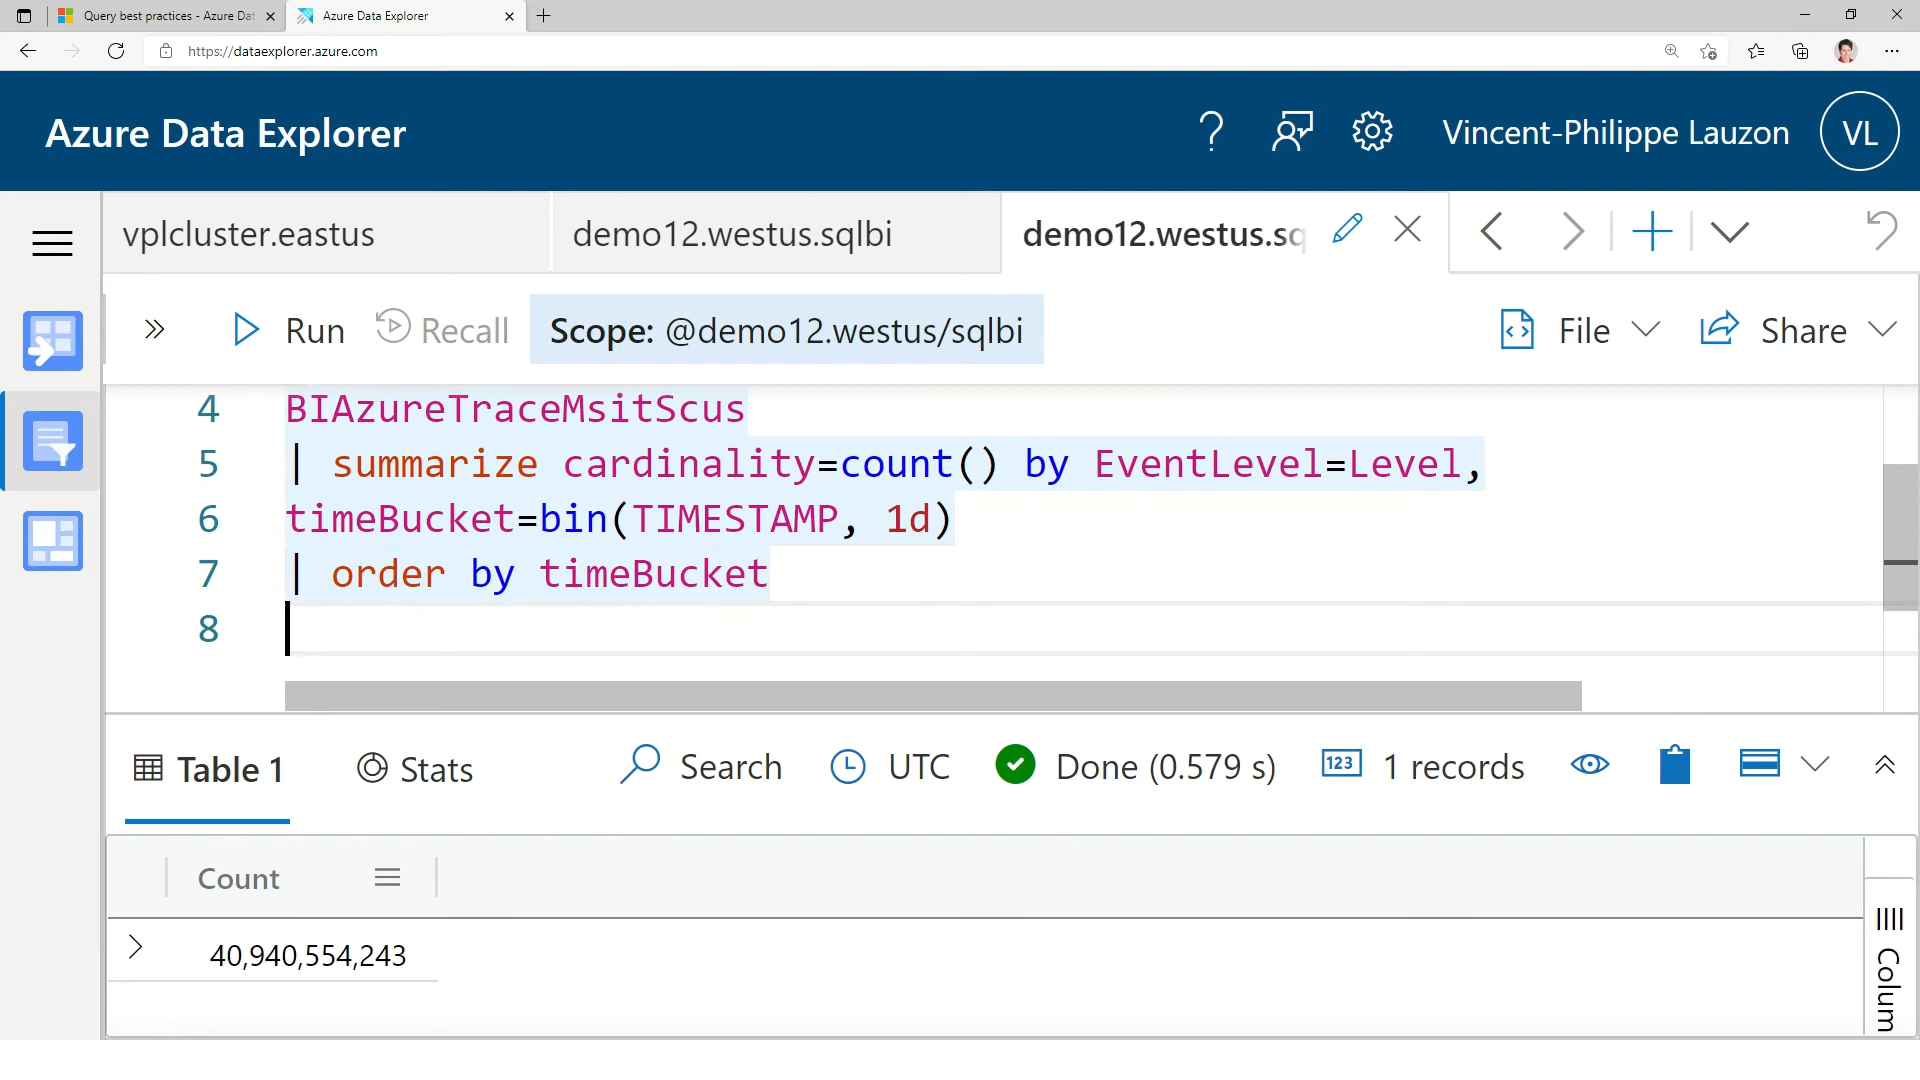 Query best practices - Azure Dat
Azure Data Explorer
https://dataexplorer.azure.com
Azure Data Explorer
Vincent-Philippe Lauzon
VL
vplcluster.eastus
demo12.westus.sqlbi
demo12.westus.sq
Run
Recall
Scope: @demo12.westus/sqlbi
File
Share
4 BIAzureTraceMsitScus
5 | summarize cardinality=count() by EventLevel=Level,
6 timeBucket=bin(TIMESTAMP, 1d)
7 | order by timeBucket
8
Table 1
Stats
Search
UTC
Done (0.579 s)
123
1 records
Count
40,940,554,243
Colum